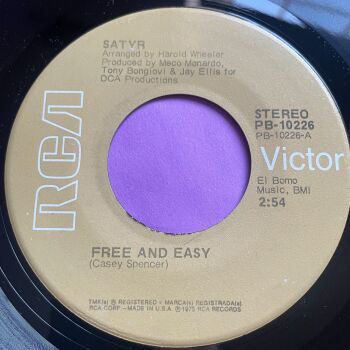 SATYR
Arranged by Harold Wheeler
Produced by Meco Monardo,
Tony Bongiovi & Jay Ellis for
DCA Productions
RCA
STEREO
PB-10226
PB-10226-A
Victor
El Bomo
Music, BMI
2:54
FREE AND EASY
(Casey Spencer)
TMK(s) ® REGISTERED • MARCA(s) REGISTRADA(s)
RCA CORP.-MADE IN U.S.A. ℗ 1975 RCA RECORDS